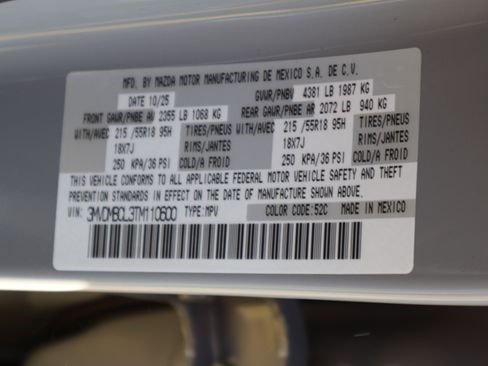 MFD. BY MAZDA MOTOR MANUFACTURING DE MEXICO S.A. DE C.V.
DATE 10/25 GVWR/PNBV 4381 LB 1987 KG
FRONT GAWR/PNBE AV 2355 LB 1068 KG REAR GAWR/PNBE AR 2072 LB 940 KG
WITH/AVEC 215 /55R18 95H TIRES/PNEUS WITH/AVEC 215 /55R18 95H TIRES/PNEUS
18X7J RIMS/JANTES 18X7J RIMS/JANTES
250 KPA/36 PSI COLD/A FROID 250 KPA/36 PSI COLD/A FROID
THIS VEHICLE CONFORMS TO ALL APPLICABLE FEDERAL MOTOR VEHICLE SAFETY AND THEFT
PREVENTION STANDARDS IN EFFECT ON THE DATE OF MANUFACTURE SHOWN ABOVE.
VIN: 3MVDMBCL3TM110600 TYPE:MPV COLOR CODE:52C MADE IN MEXICO